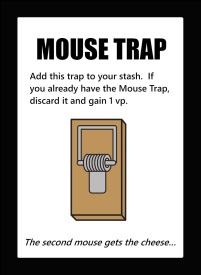 MOUSE TRAP
Add this trap to your stash.  If
you already have the Mouse Trap,
discard it and gain 1 vp.
The second mouse gets the cheese...